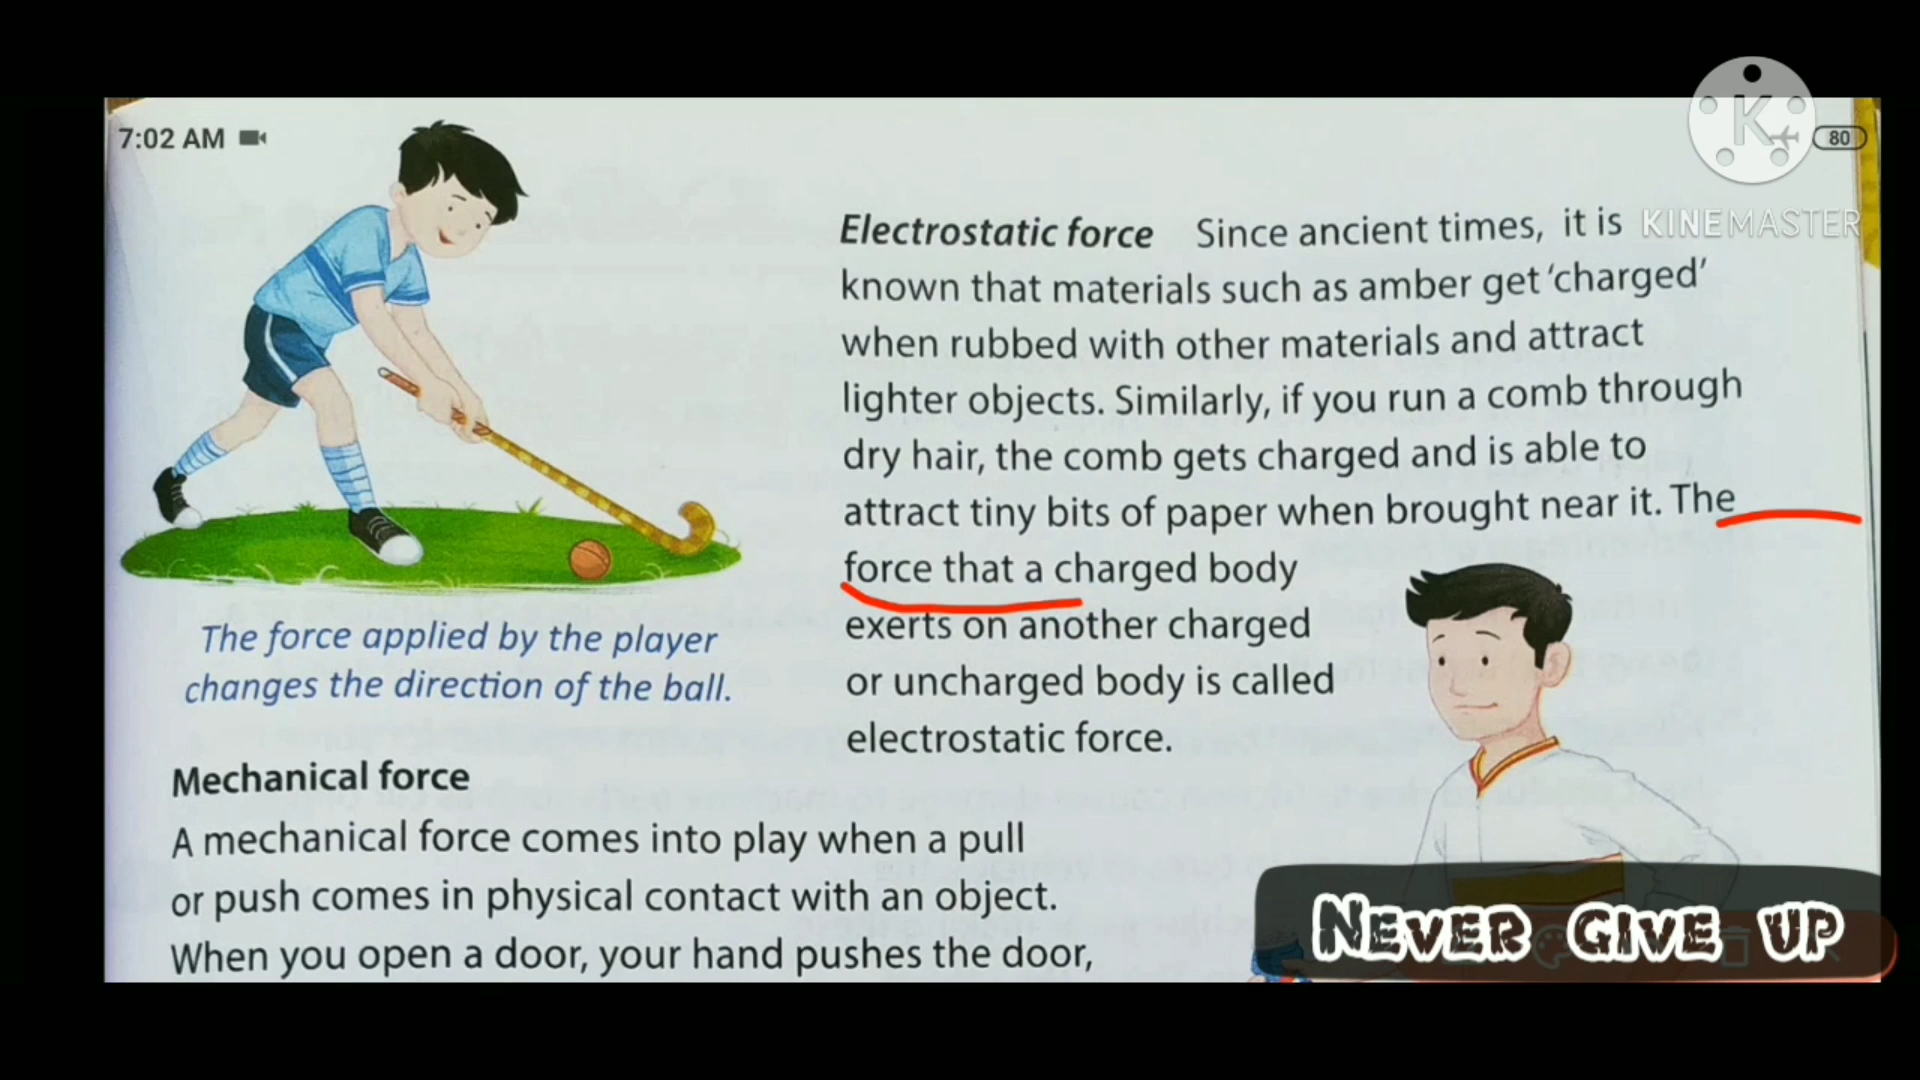 7:02 AM
80
KINEMASTER
The force applied by the player
changes the direction of the ball.
Mechanical force
A mechanical force comes into play when a pull
or push comes in physical contact with an object.
When you open a door, your hand pushes the door,
Electrostatic force Since ancient times, it is
known that materials such as amber get ‘charged’
when rubbed with other materials and attract
lighter objects. Similarly, if you run a comb through
dry hair, the comb gets charged and is able to
attract tiny bits of paper when brought near it. The
force that a charged body
exerts on another charged
or uncharged body is called
electrostatic force.
NEVER GIVE UP